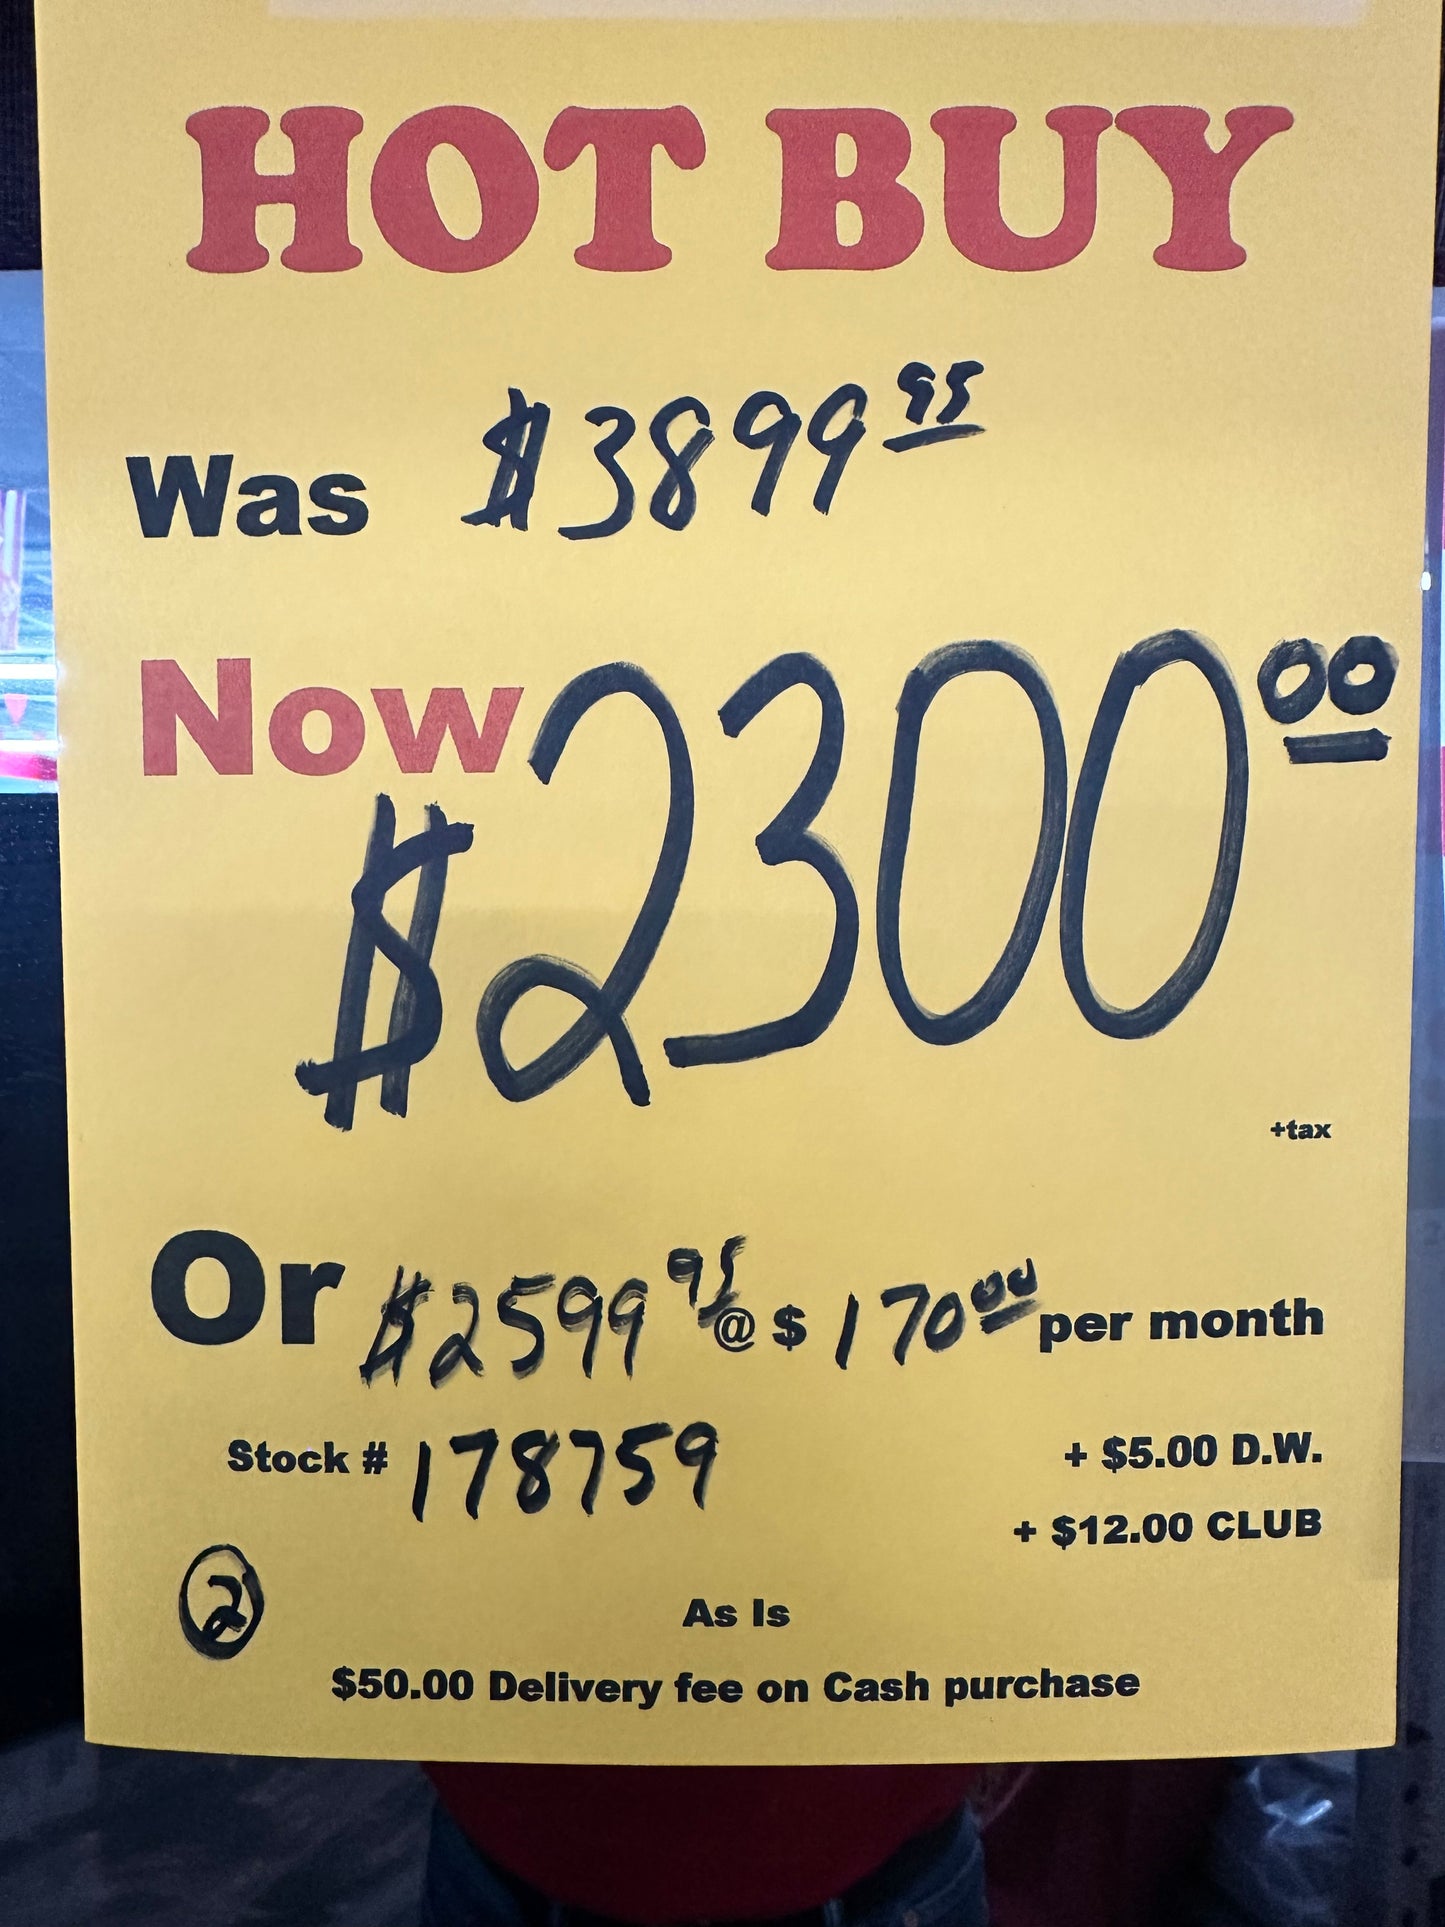 HOT BUY
Was $3899 95
Now $2300 00
+tax
Or $2599 95 @ $ 170 00 per month
Stock # 178759 + $5.00 D.W.
+ $12.00 CLUB
2
As Is
$50.00 Delivery fee on Cash purchase